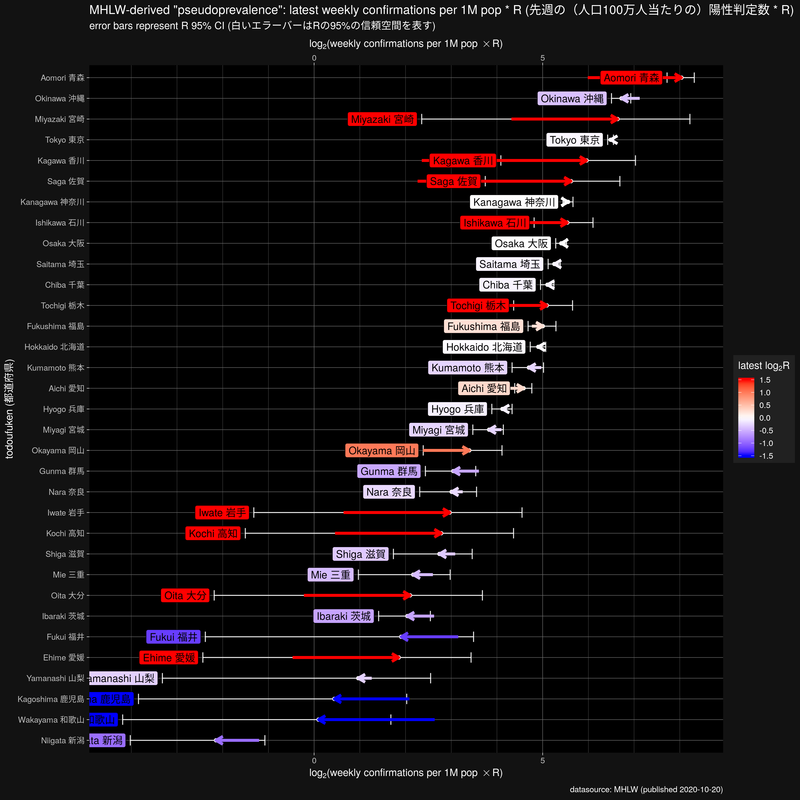 MHLW-derived "pseudoprevalence": latest weekly confirmations per 1M pop * R (先週の（人口100万人当たりの）陽性判定数 * R)
error bars represent R 95% CI (白いエラーバーはRの95%の信頼空間を表す)
log2(weekly confirmations per 1M pop × R)
0 5
Aomori 青森 Aomori 青森
Okinawa 沖縄 Okinawa 沖縄
Miyazaki 宮崎 Miyazaki 宮崎
Tokyo 東京 Tokyo 東京
Kagawa 香川 Kagawa 香川
Saga 佐賀 Saga 佐賀
Kanagawa 神奈川 Kanagawa 神奈川
Ishikawa 石川 Ishikawa 石川
Osaka 大阪 Osaka 大阪
Saitama 埼玉 Saitama 埼玉
Chiba 千葉 Chiba 千葉
Tochigi 栃木 Tochigi 栃木
Fukushima 福島 Fukushima 福島
Hokkaido 北海道 Hokkaido 北海道
Kumamoto 熊本 Kumamoto 熊本
Aichi 愛知 Aichi 愛知
Hyogo 兵庫 Hyogo 兵庫
Miyagi 宮城 Miyagi 宮城
Okayama 岡山 Okayama 岡山
Gunma 群馬 Gunma 群馬
Nara 奈良 Nara 奈良
Iwate 岩手 Iwate 岩手
Kochi 高知 Kochi 高知
Shiga 滋賀 Shiga 滋賀
Mie 三重 Mie 三重
Oita 大分 Oita 大分
Ibaraki 茨城 Ibaraki 茨城
Fukui 福井 Fukui 福井
Ehime 愛媛 Ehime 愛媛
Yamanashi 山梨 amanashi 山梨
Kagoshima 鹿児島 鹿児島
Wakayama 和歌山 歌山
Niigata 新潟 ta 新潟
todoufuken (都道府県)
latest log2R
1.5
1.0
0.5
0.0
-0.5
-1.0
-1.5
0 5
log2(weekly confirmations per 1M pop × R)
datasource: MHLW (published 2020-10-20)